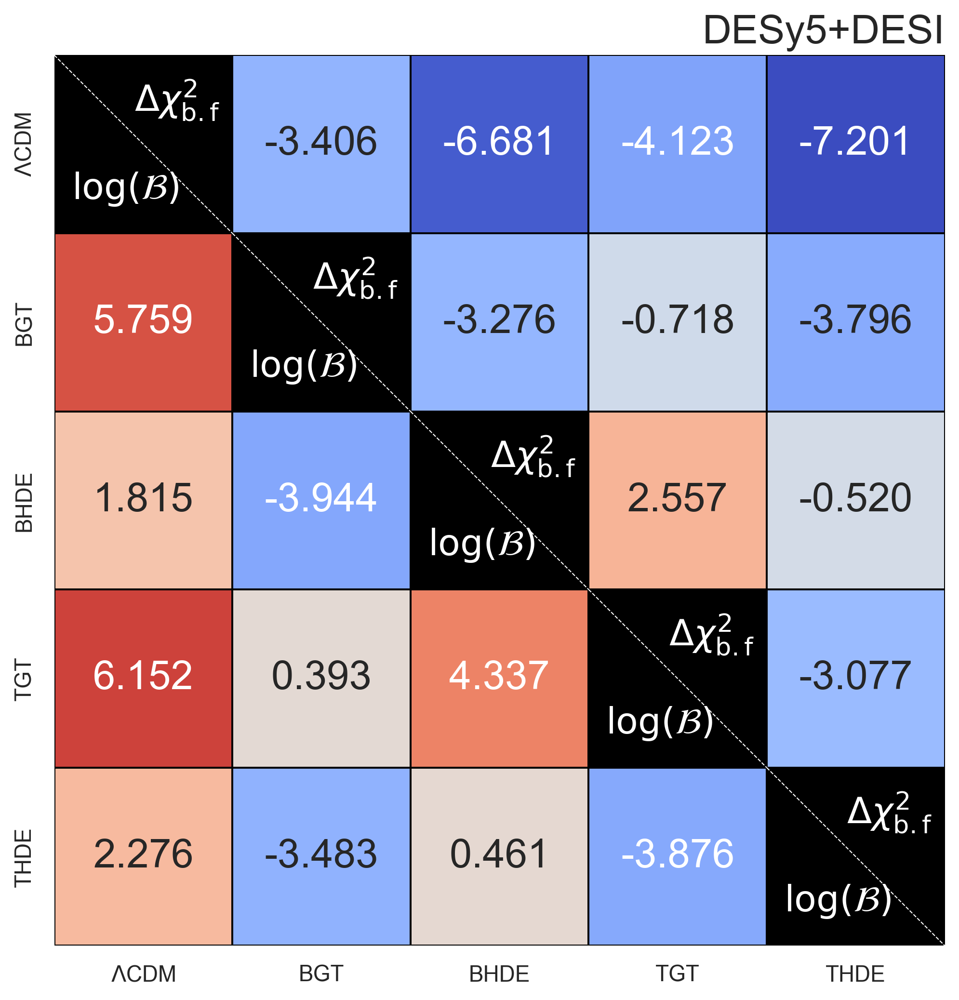 DESy5+DESI
ΛCDM Δχ²b.f log(ℬ) -3.406 -6.681 -4.123 -7.201
BGT 5.759 Δχ²b.f log(ℬ) -3.276 -0.718 -3.796
BHDE 1.815 -3.944 Δχ²b.f log(ℬ) 2.557 -0.520
TGT 6.152 0.393 4.337 Δχ²b.f log(ℬ) -3.077
THDE 2.276 -3.483 0.461 -3.876 Δχ²b.f log(ℬ)
ΛCDM BGT BHDE TGT THDE